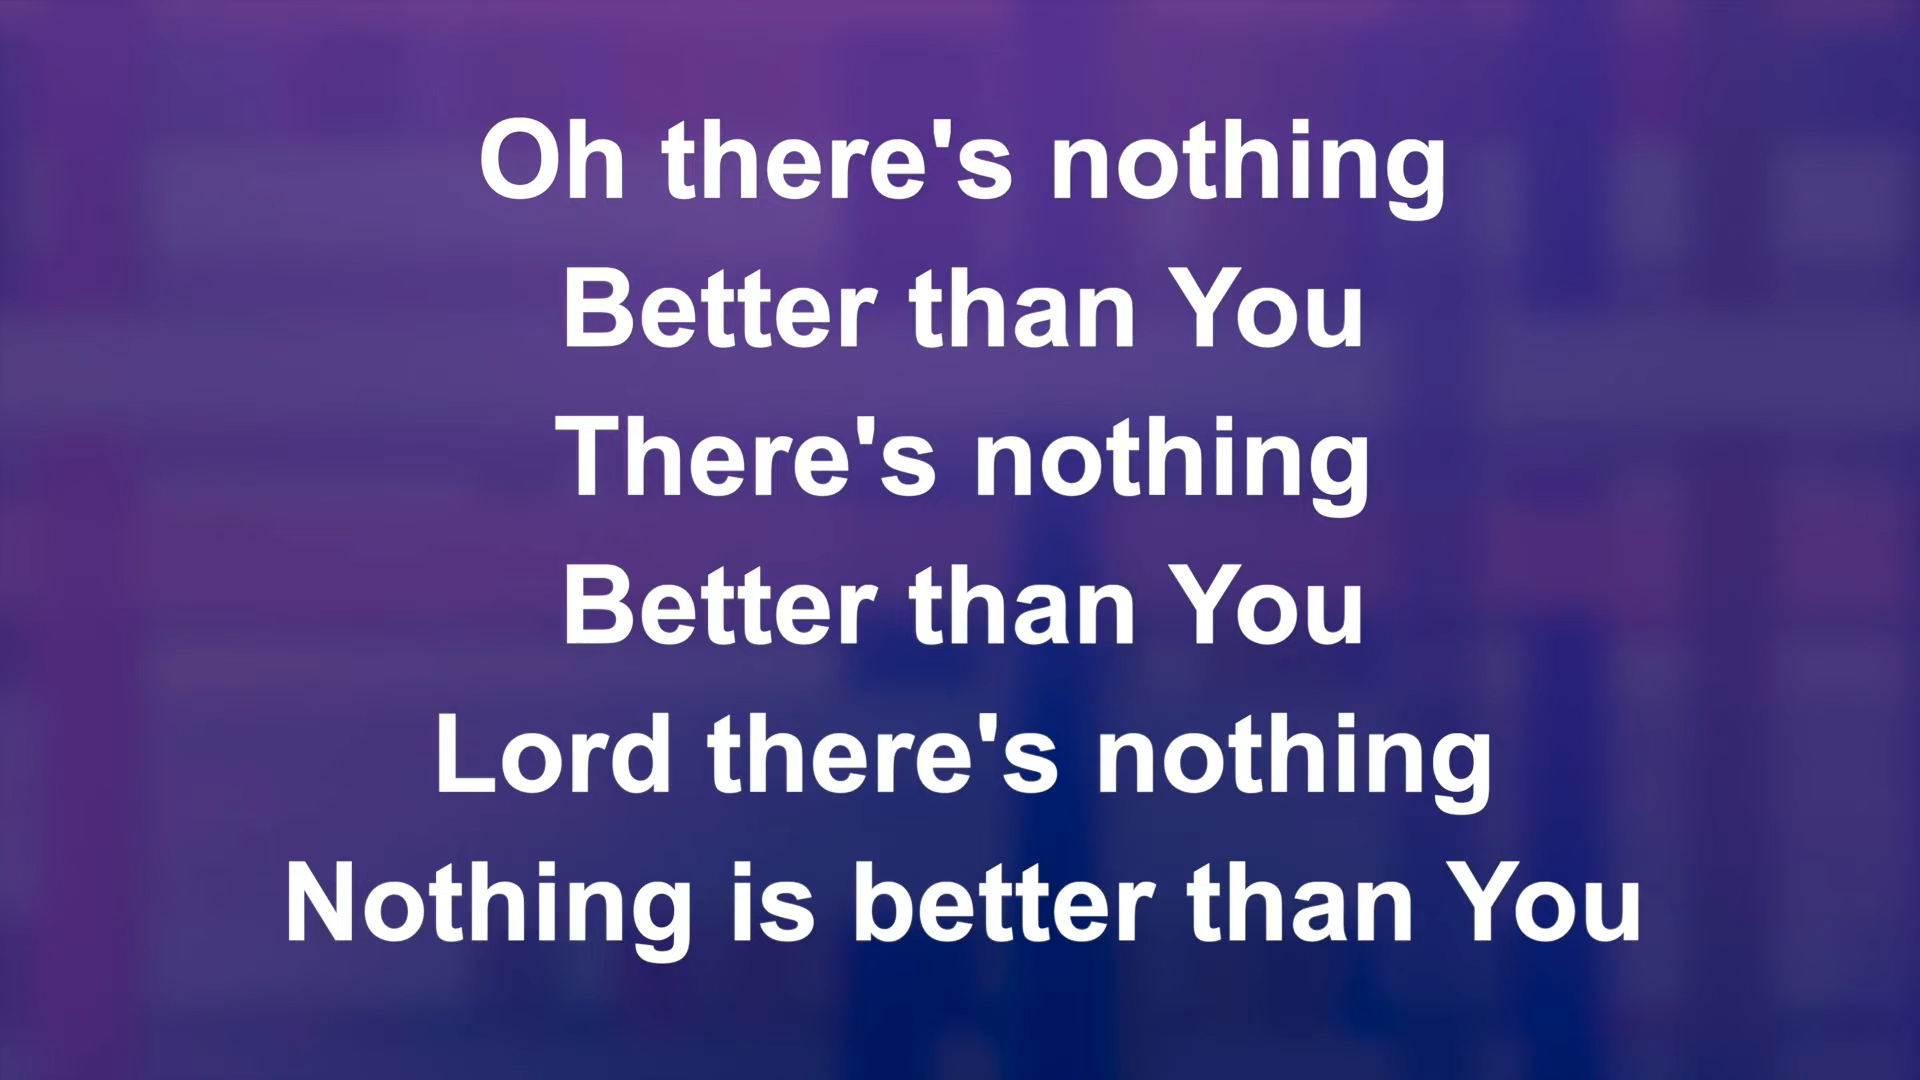 Oh there's nothing
Better than You
There's nothing
Better than You
Lord there's nothing
Nothing is better than You